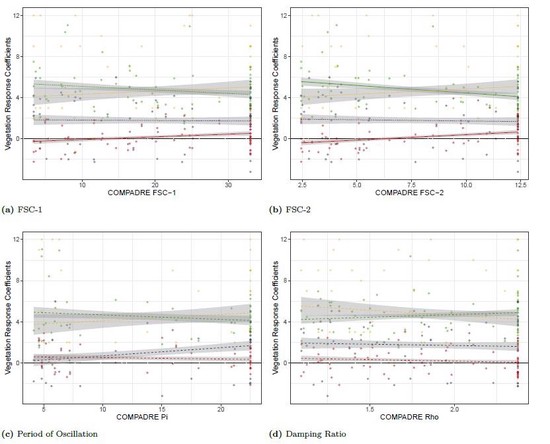 Vegetation Response Coefficients
12
8
4
0
10
20
30
COMPADRE FSC−1
(a) FSC-1
Vegetation Response Coefficients
12
8
4
0
2.5
5.0
7.5
10.0
12.5
COMPADRE FSC−2
(b) FSC-2
Vegetation Response Coefficients
12
8
4
0
5
10
15
20
COMPADRE Pi
(c) Period of Oscillation
Vegetation Response Coefficients
12
8
4
0
1.5
2.0
COMPADRE Rho
(d) Damping Ratio